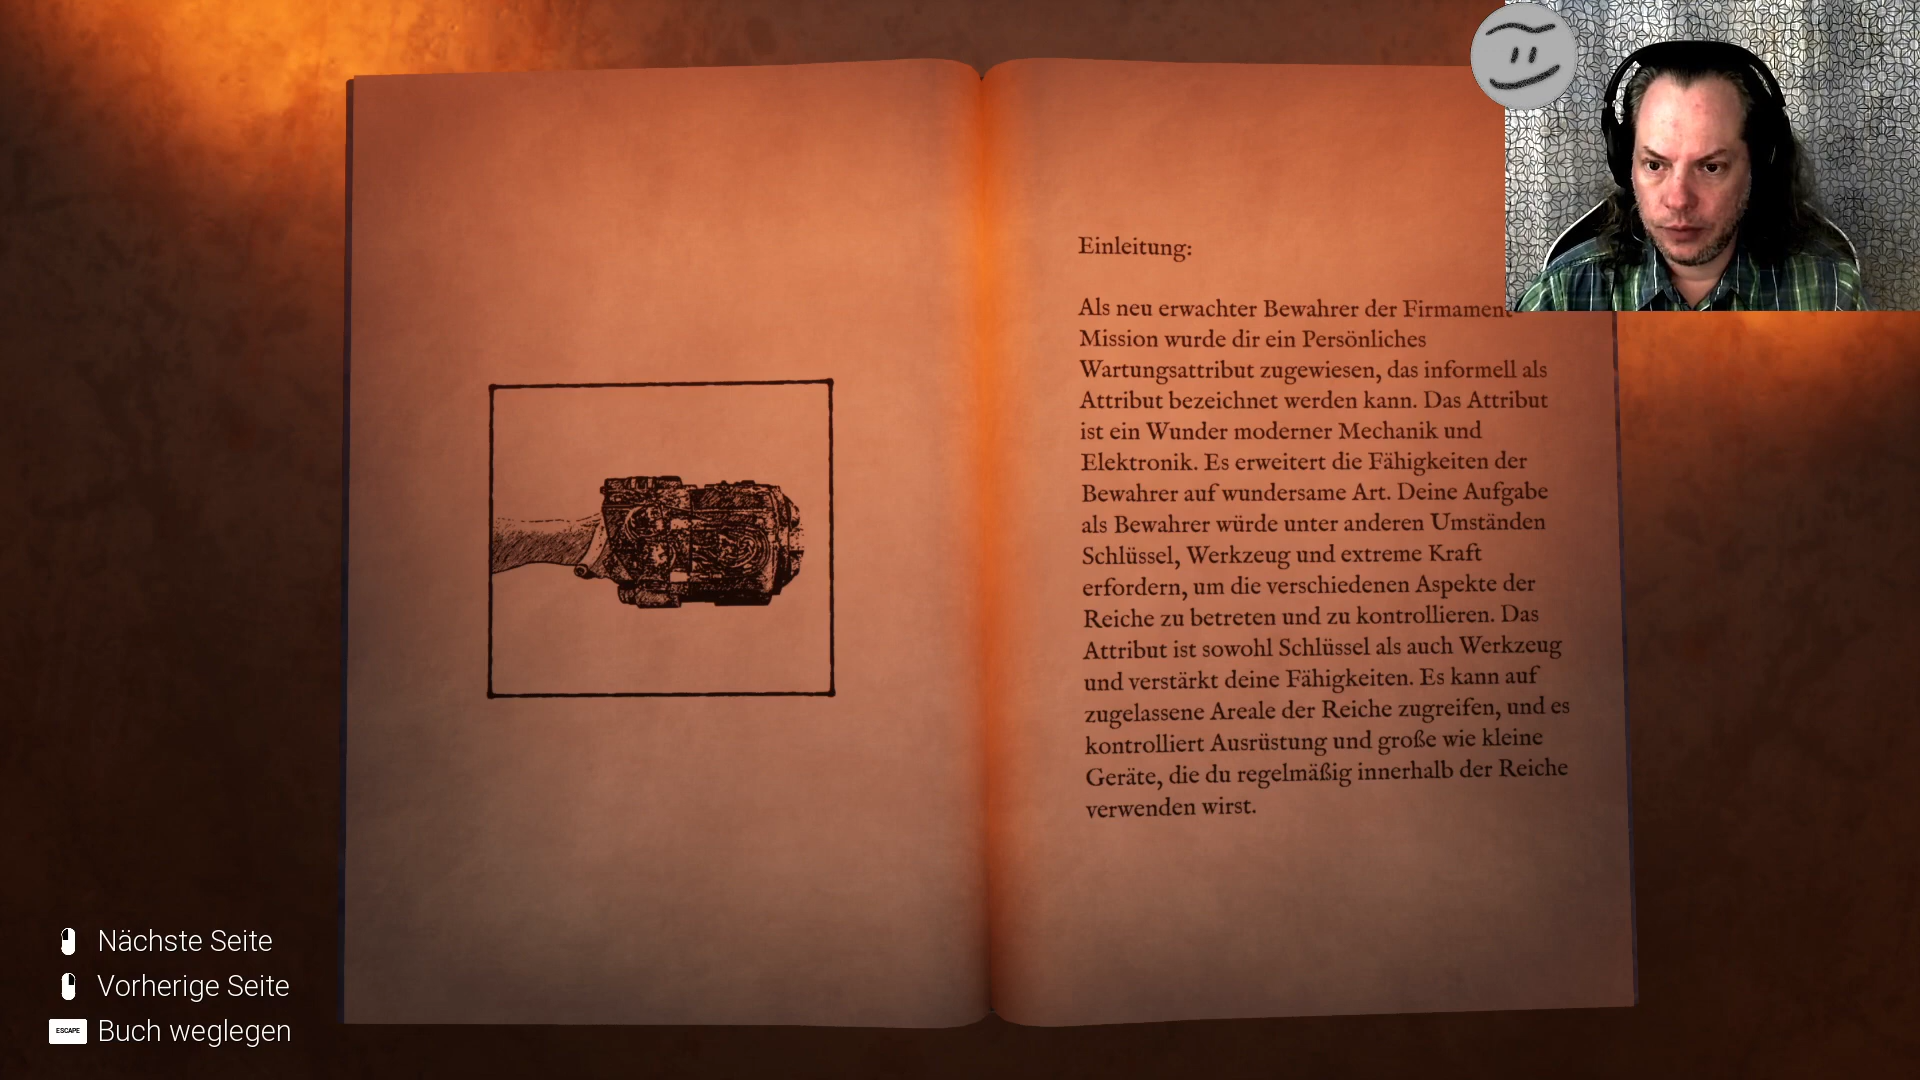 Einleitung:
Als neu erwachter Bewahrer der Firmament-
Mission wurde dir ein Persönliches
Wartungsattribut zugewiesen, das informell als
Attribut bezeichnet werden kann. Das Attribut
ist ein Wunder moderner Mechanik und
Elektronik. Es erweitert die Fähigkeiten der
Bewahrer auf wundersame Art. Deine Aufgabe
als Bewahrer würde unter anderen Umständen
Schlüssel, Werkzeug und extreme Kraft
erfordern, um die verschiedenen Aspekte der
Reiche zu betreten und zu kontrollieren. Das
Attribut ist sowohl Schlüssel als auch Werkzeug
und verstärkt deine Fähigkeiten. Es kann auf
zugelassene Areale der Reiche zugreifen, und es
kontrolliert Ausrüstung und große wie kleine
Geräte, die du regelmäßig innerhalb der Reiche
verwenden wirst.
Nächste Seite
Vorherige Seite
ESCAPE Buch weglegen